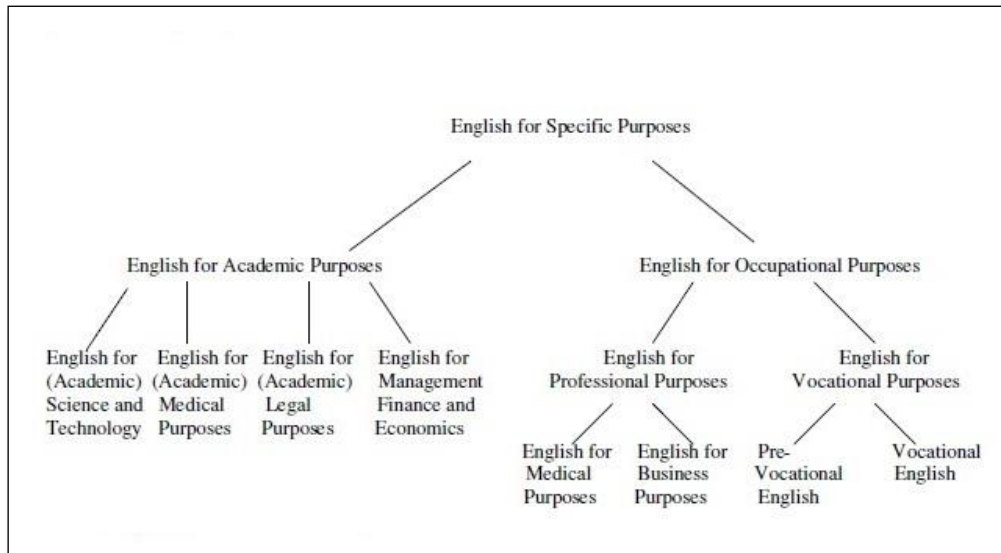 English for Specific Purposes
English for Academic Purposes
English for Occupational Purposes
English for
(Academic)
Science and
Technology
English for
(Academic)
Medical
Purposes
English for
(Academic)
Legal
Purposes
English for
Management
Finance and
Economics
English for
Professional Purposes
English for
Vocational Purposes
English for
Medical
Purposes
English for
Business
Purposes
Pre-
Vocational
English
Vocational
English